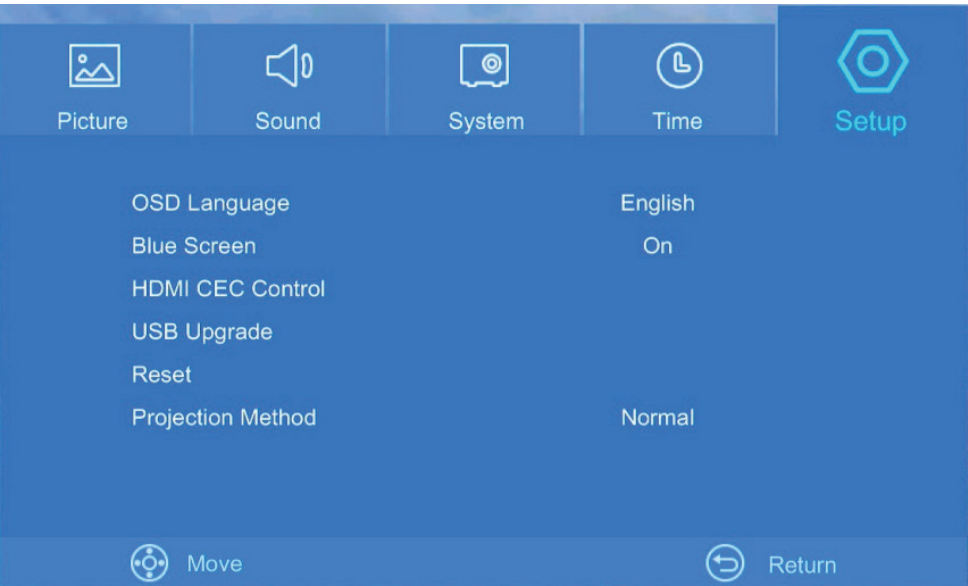 Picture Sound System Time Setup
OSD Language English
Blue Screen On
HDMI CEC Control
USB Upgrade
Reset
Projection Method Normal
Move Return